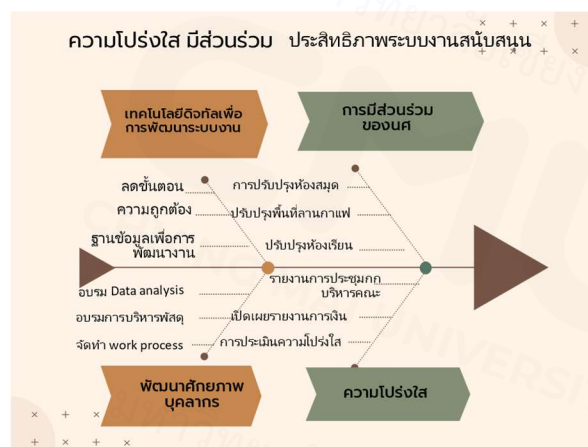 ความโปร่งใส มีส่วนร่วม ประสิทธิภาพระบบงานสนับสนุน
เทคโนโลยีดิจิทัลเพื่อ
การพัฒนาระบบงาน
การมีส่วนร่วม
ของนศ
ลดขั้นตอน
ความถูกต้อง
ฐานข้อมูลเพื่อการ
พัฒนางาน
การปรับปรุงห้องสมุด
ปรับปรุงพื้นที่ลานกาแฟ
ปรับปรุงห้องเรียน
อบรม Data analysis
อบรมการบริหารพัสดุ
จัดทำ work process
รายงานการประชุมกก
บริหารคณะ
เปิดเผยรายงานการเงิน
การประเมินความโปร่งใส
พัฒนาศักยภาพ
บุคลากร
ความโปร่งใส